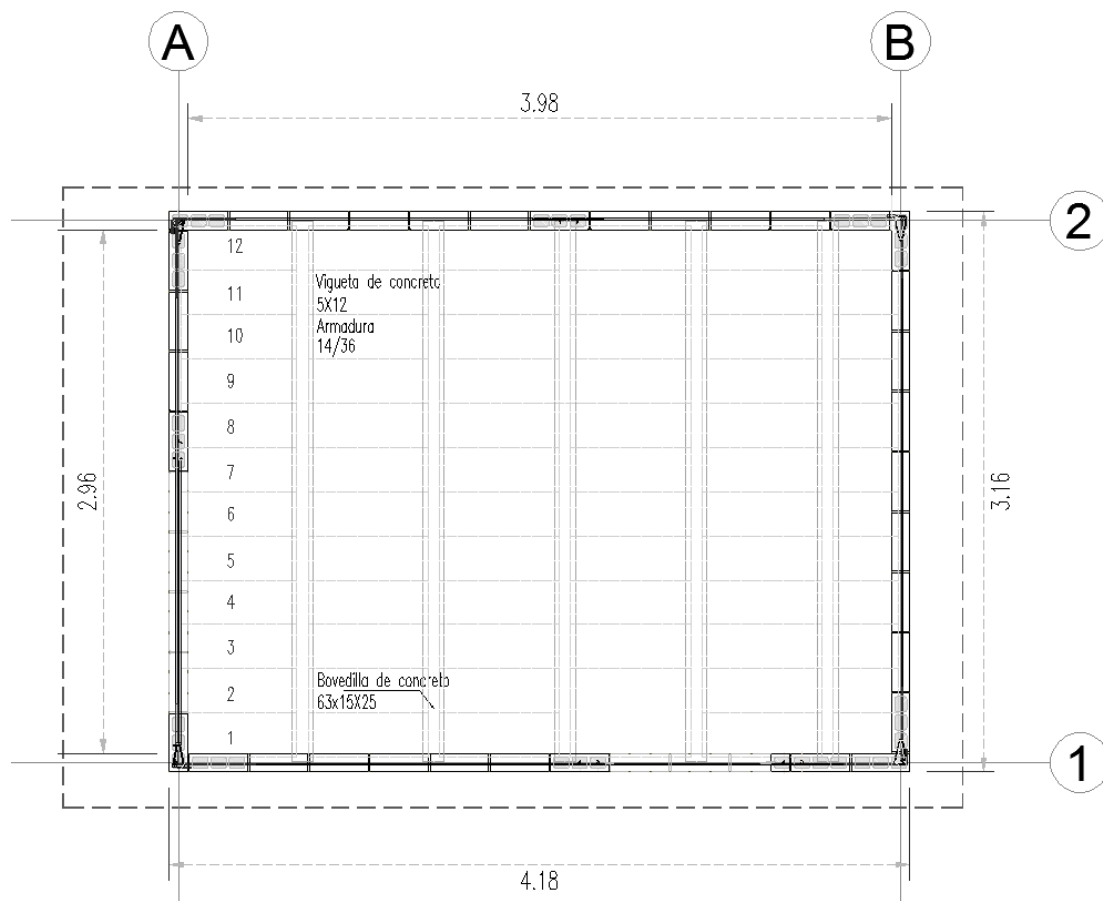 A
B
3.98
2
12
11
Vigueta de concreto
5X12
10
Armadura
14/36
9
8
7
2.96
3.16
6
5
4
3
Bovedilla de concreto
2
63x15X25
1
1
4.18